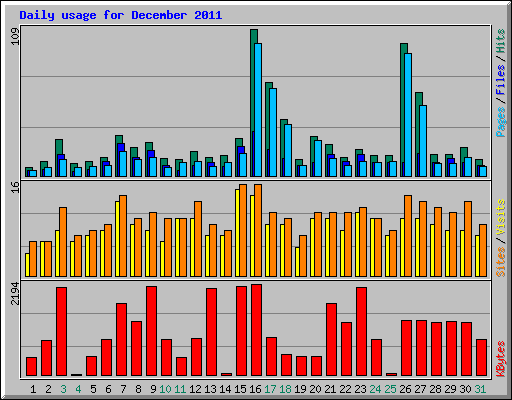 Daily usage for December 2011
109
Pages / Files / Hits
16
Sites / Visits
2194
KBytes
1 2 3 4 5 6 7 8 9 10 11 12 13 14 15 16 17 18 19 20 21 22 23 24 25 26 27 28 29 30 31